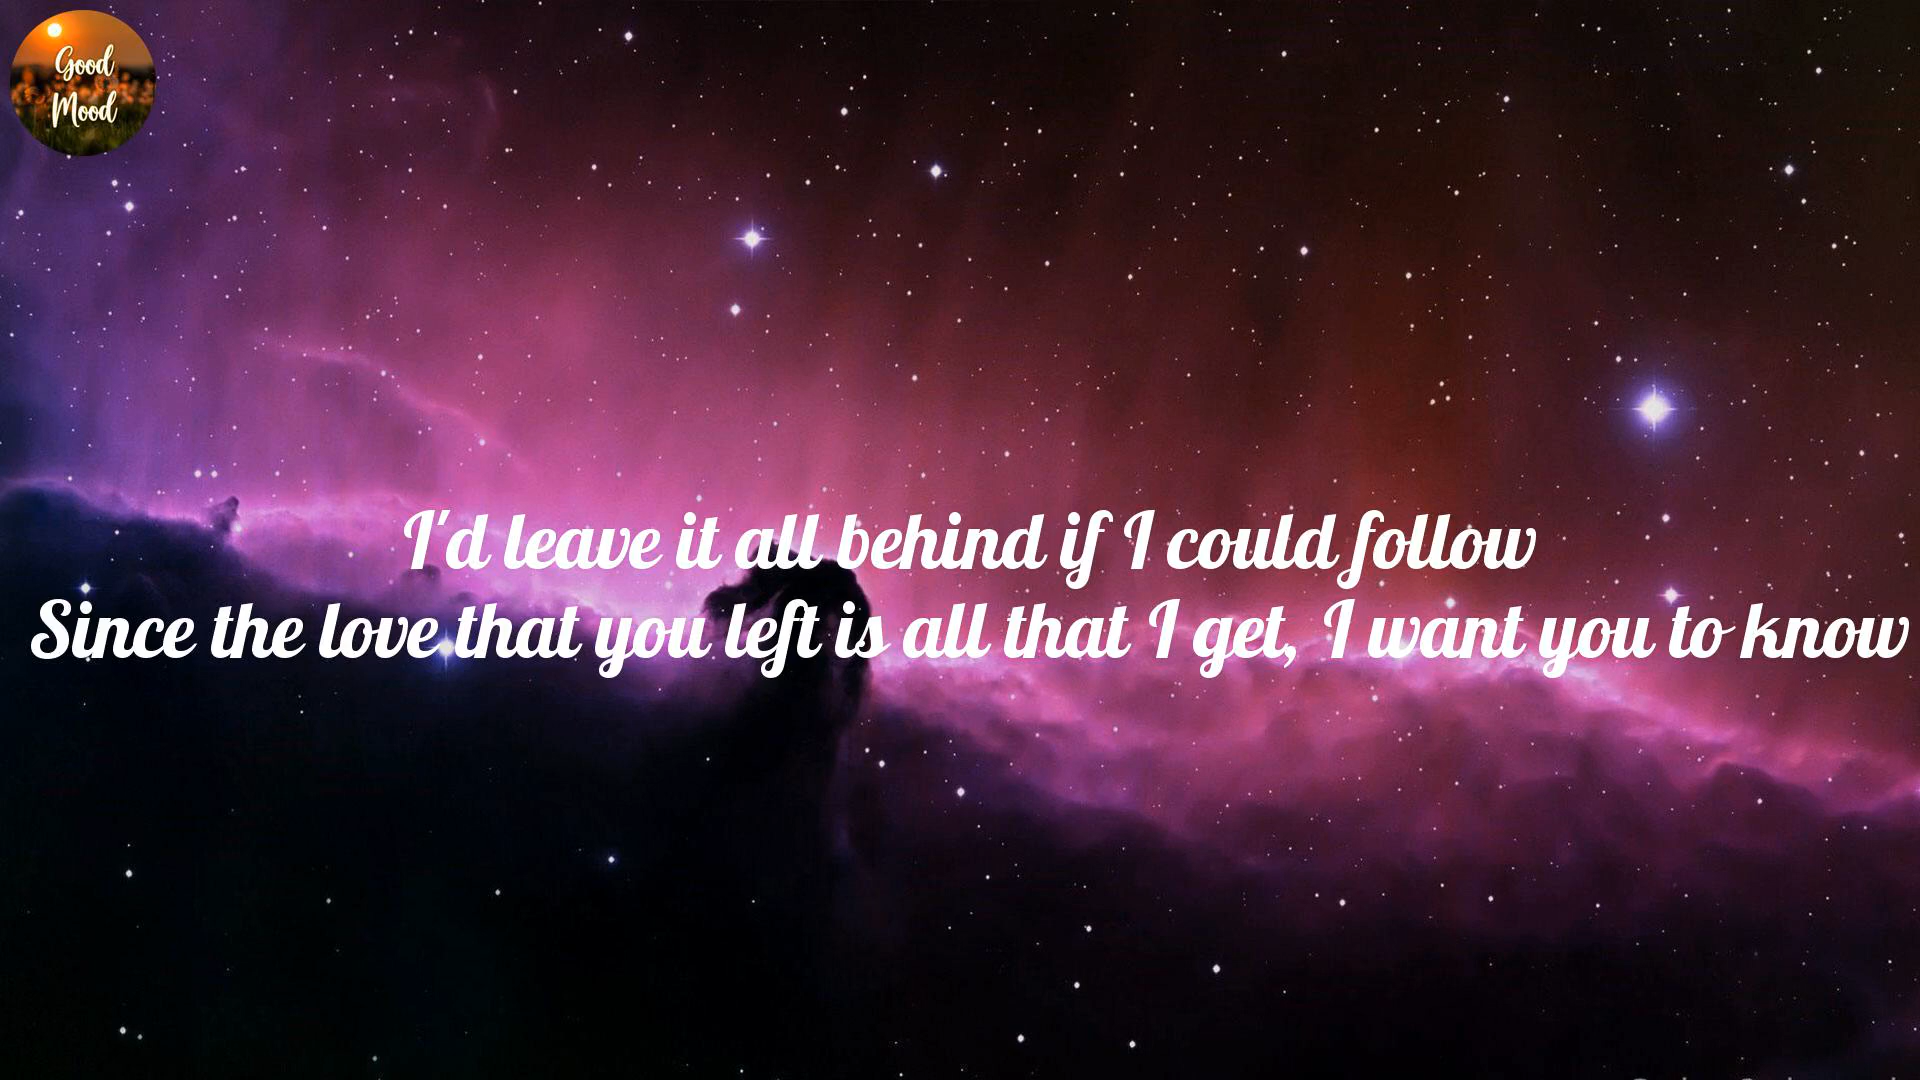 Good
Mood
I'd leave it all behind if I could follow
Since the love that you left is all that I get, I want you to know